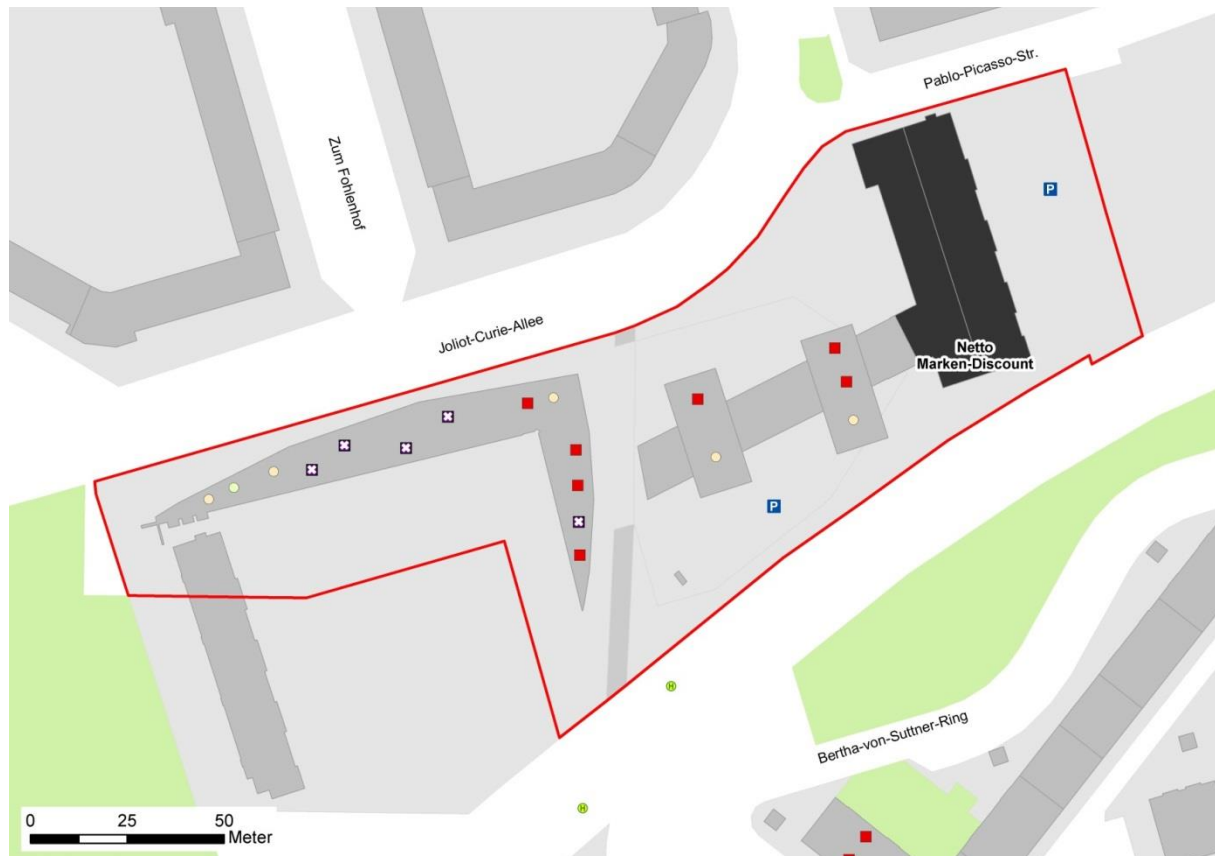 Pablo-Picasso-Str.
Zum Fohlenhof
P
Joliot-Curie-Allee
Netto
Marken-Discount
P
H
Bertha-von-Suttner-Ring
H
0 25 50
Meter